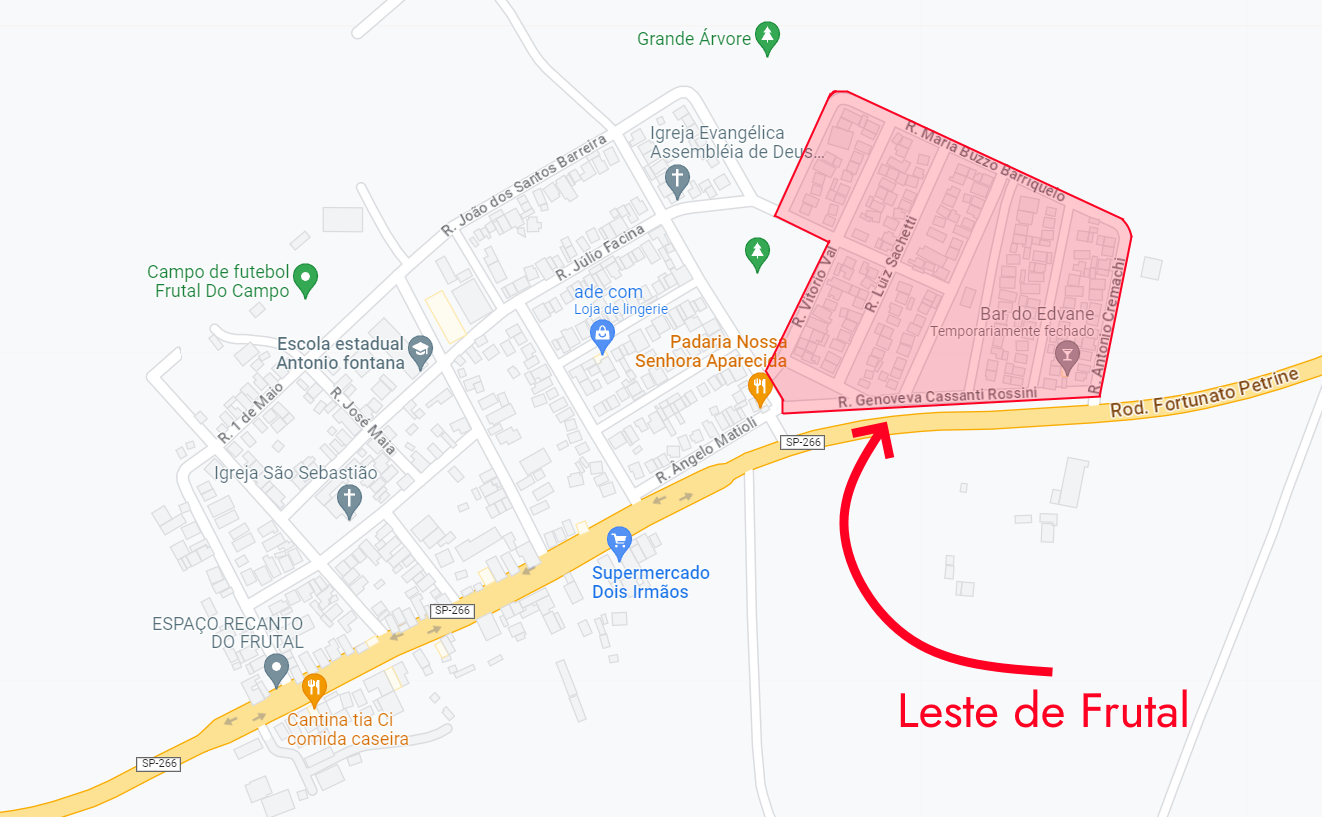 Grande Árvore
Igreja Evangélica
Assembléia de Deus...
R. Maria Buzzo Barriquelo
R. João dos Santos Barreira
R. Júlio Facina
R. Luiz Sachetti
R. Vitorio Vai
Campo de futebol
Frutal Do Campo
ade com
Loja de lingerie
Bar do Edvane
Temporariamente fechado
R. Antonio Cremachi
Escola estadual
Antonio fontana
Padaria Nossa
Senhora Aparecida
R. Genoveva Cassanti Rossini
Rod. Fortunato Petrine
R. 1 de Maio
R. José Maia
R. Ângelo Matioli
SP-266
Igreja São Sebastião
Supermercado
Dois Irmãos
SP-266
ESPAÇO RECANTO
DO FRUTAL
Cantina tia Ci
comida caseira
Leste de Frutal
SP-266